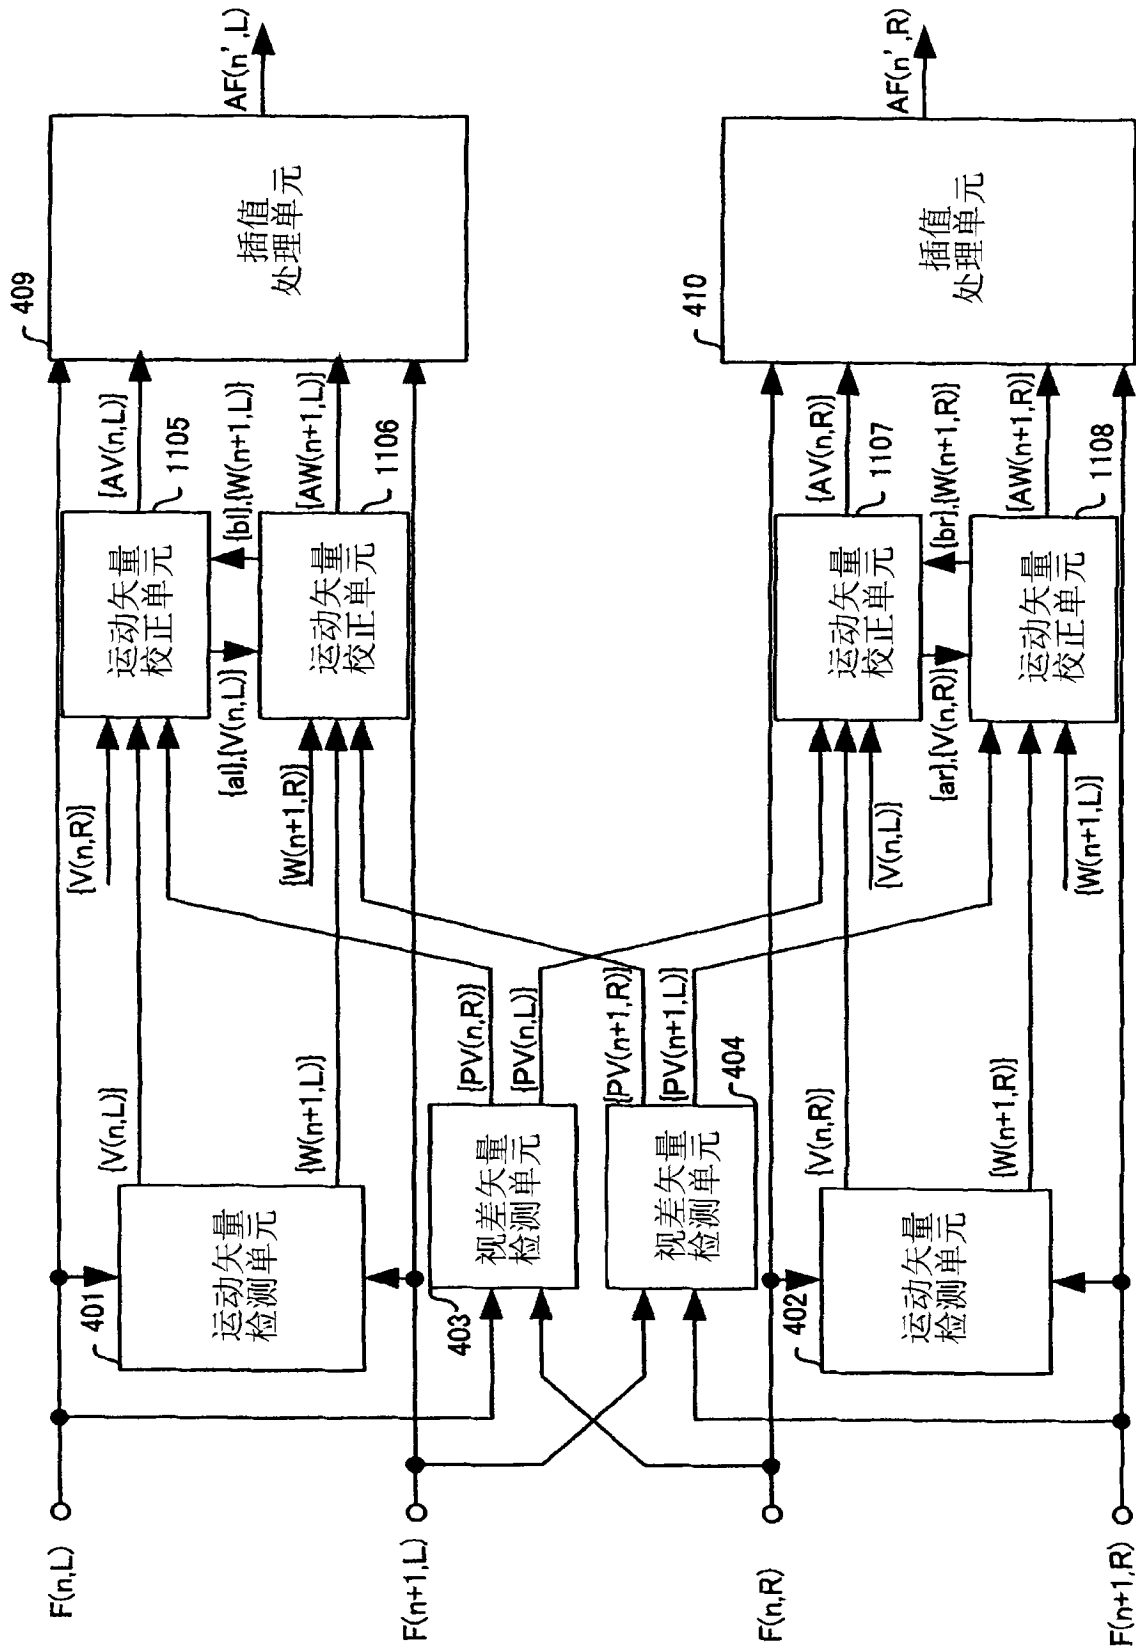 F(n,L)
F(n+1,L)
F(n,R)
F(n+1,R)
401
运动矢量
检测单元
{V(n,L)}
{W(n+1,L)}
403
视差矢量
检测单元
{PV(n,R)}
{PV(n,L)}
视差矢量
检测单元
404
{PV(n+1,R)}
{PV(n+1,L)}
402
运动矢量
检测单元
{V(n,R)}
{W(n+1,R)}
{V(n,R)}
运动矢量
校正单元
1105
{AV(n,L)}
{al},{V(n,L)}
{bl},{W(n+1,L)}
{W(n+1,R)}
运动矢量
校正单元
1106
{AW(n+1,L)}
{V(n,L)}
运动矢量
校正单元
1107
{AV(n,R)}
{ar},{V(n,R)}
{br},{W(n+1,R)}
{W(n+1,L)}
运动矢量
校正单元
1108
{AW(n+1,R)}
409
插值
处理单元
AF(n',L)
410
插值
处理单元
AF(n',R)